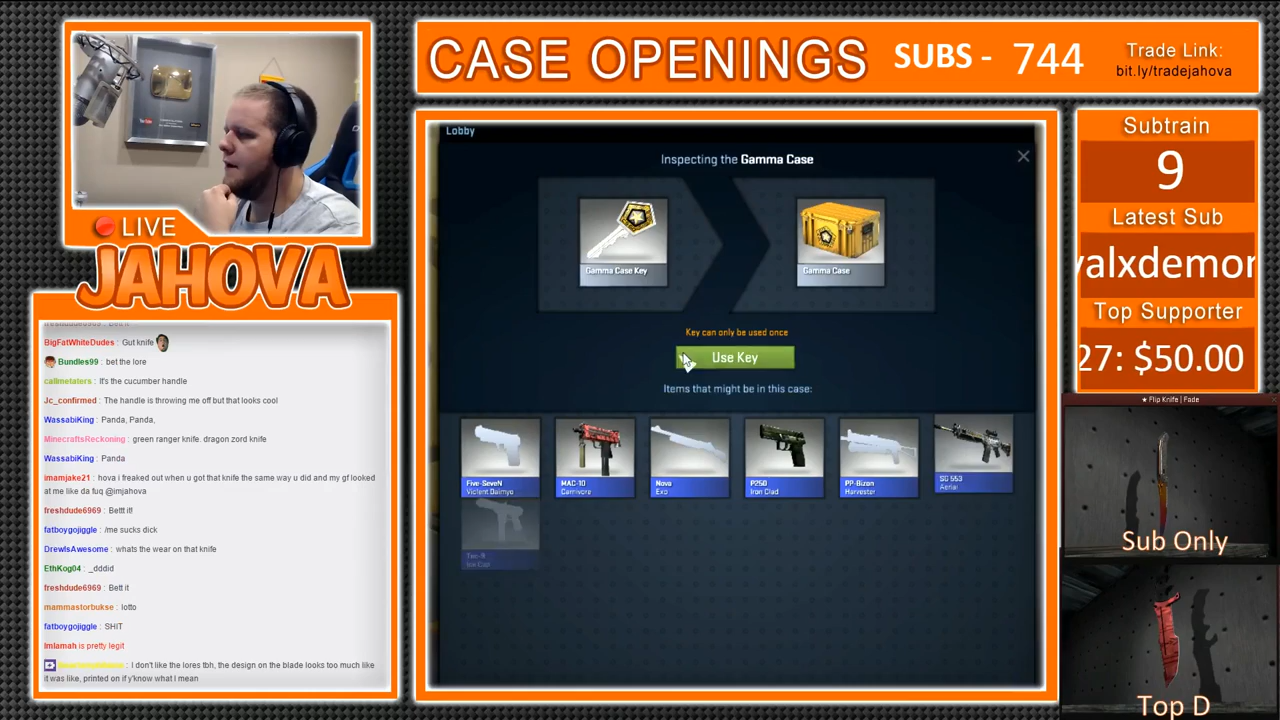 CASE OPENINGS
SUBS - 744
Trade Link:
bit.ly/tradejahova
LIVE
JAHOVA
BigFatWhiteDudes : Gut knife
Bundles99 : bet the lore
callmetaters : It's the cucumber handle
Jc_confirmed : The handle is throwing me off but that looks cool
WassabiKing : Panda, Panda,
MinecraftsReckoning : green ranger knife. dragon zord knife
WassabiKing : Panda
imamjake21 : hova i freaked out when u got that knife the same way u did and my gf looked
at me like da fuq @imjahova
freshdude6969 : Bettt it!
fatboygojiggle : /me sucks dick
DrewIsAwesome : whats the wear on that knife
EthKog04 : _dddid
freshdude6969 : Bett it
mammastorbukse : lotto
fatboygojiggle : SHIT
Imlamah is pretty legit
: I don't like the lores tbh, the design on the blade looks too much like
it was like, printed on if y'know what I mean
Lobby
Inspecting the Gamma Case
Gamma Case Key
Gamma Case
Key can only be used once
Use Key
Items that might be in this case:
Five-SeveN
Violent Daimyo
MAC-10
Carnivore
Nova
Exo
P250
Iron Clad
PP-Bizon
Harvester
SG 553
Aerial
Tec-9
Subtrain
9
Latest Sub
valxdemor
Top Supporter
27: $50.00
★ Flip Knife | Fade
Sub Only
Top D